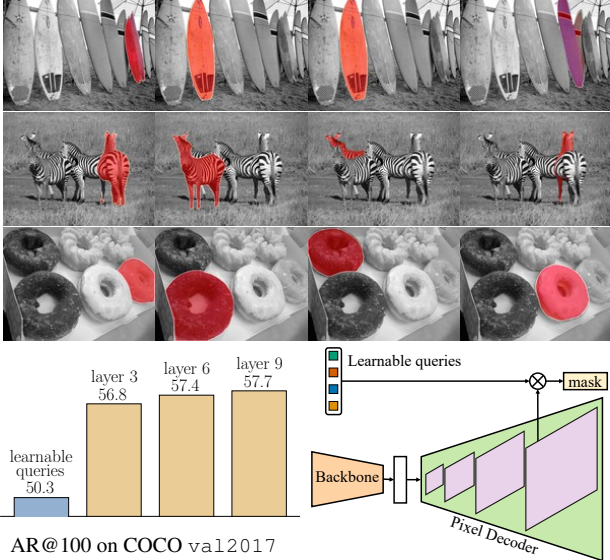 layer 9
57.7
layer 6
57.4
layer 3
56.8
learnable
queries
50.3
AR@100 on COCO val2017
Learnable queries
mask
Backbone
Pixel Decoder